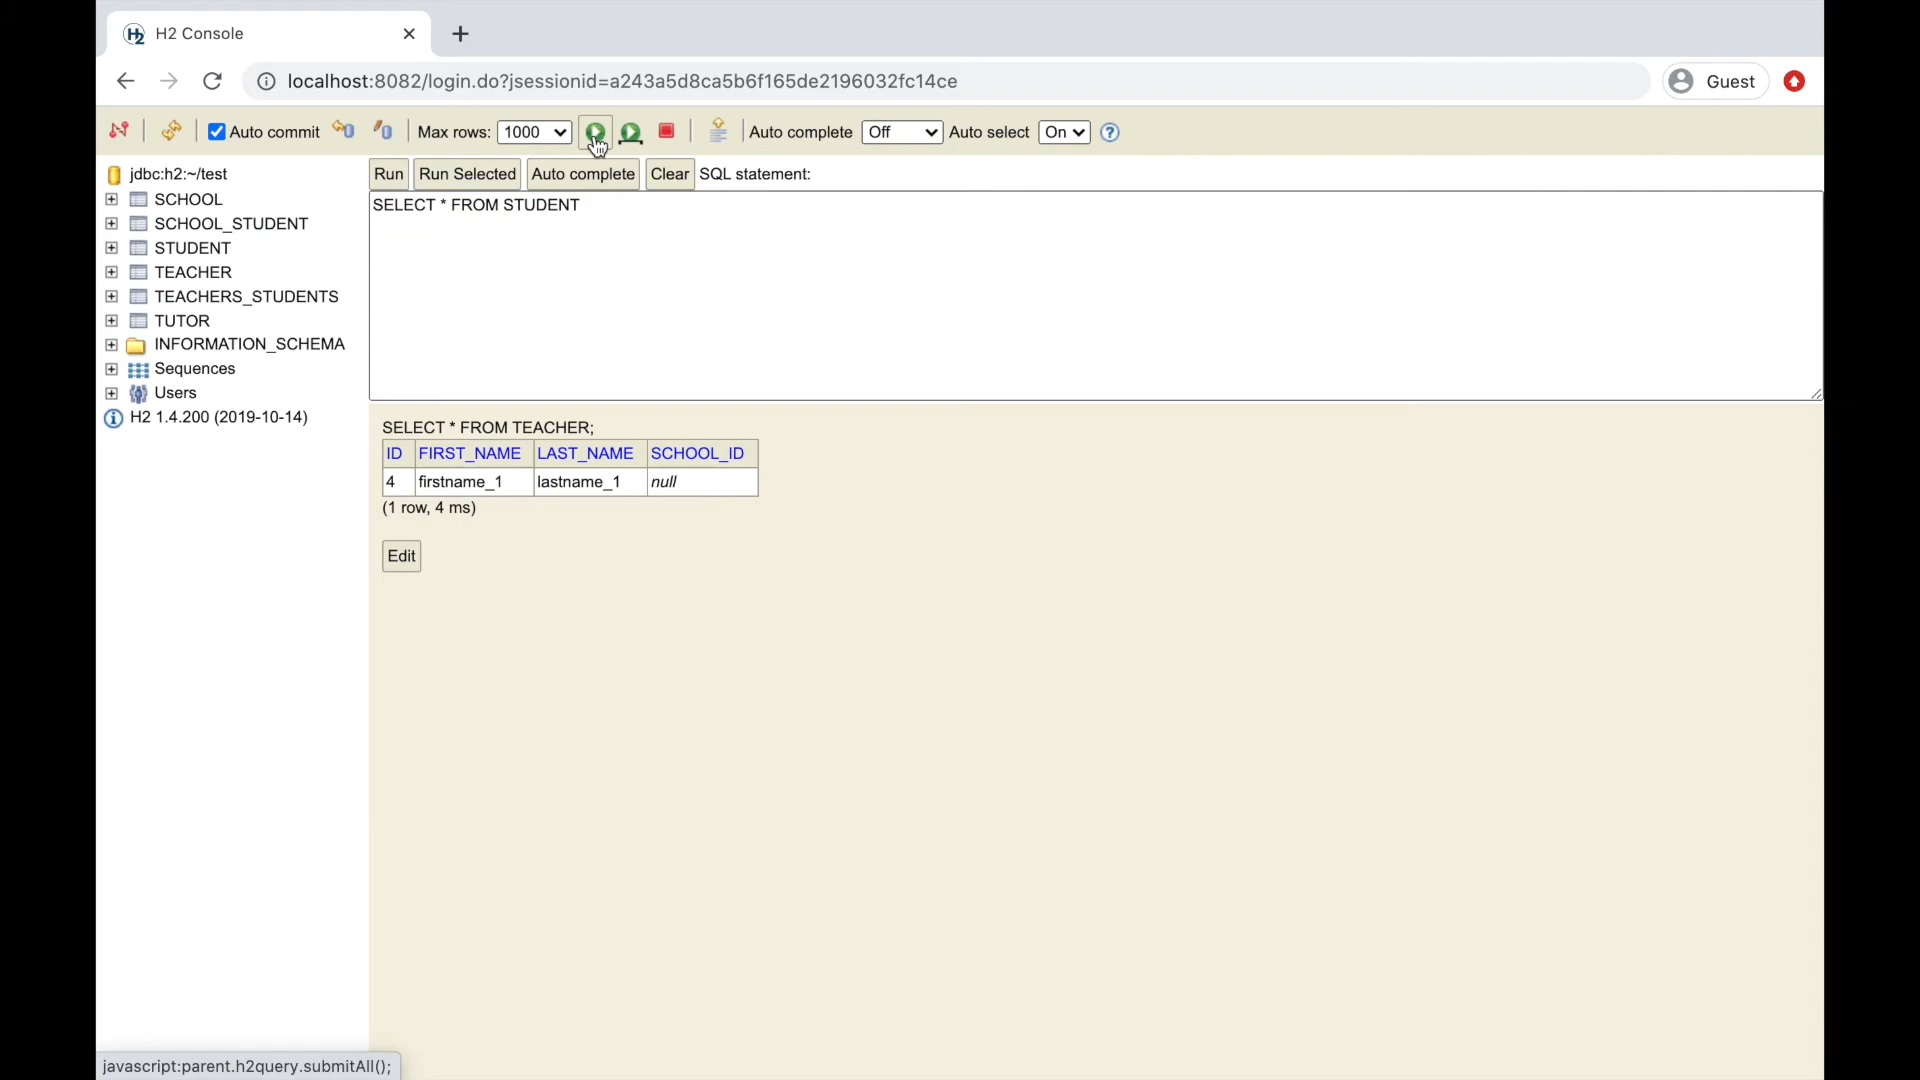 H2 Console
localhost:8082/login.do?jsessionid=a243a5d8ca5b6f165de2196032fc14ce
Guest
Auto commit
Max rows: 1000
Auto complete Off
Auto select On
jdbc:h2:~/test
SCHOOL
SCHOOL_STUDENT
STUDENT
TEACHER
TEACHERS_STUDENTS
TUTOR
INFORMATION_SCHEMA
Sequences
Users
H2 1.4.200 (2019-10-14)
Run Run Selected Auto complete Clear SQL statement:
SELECT * FROM STUDENT
SELECT * FROM TEACHER;
ID FIRST_NAME LAST_NAME SCHOOL_ID
4 firstname_1 lastname_1 null
(1 row, 4 ms)
Edit
javascript:parent.h2query.submitAll();